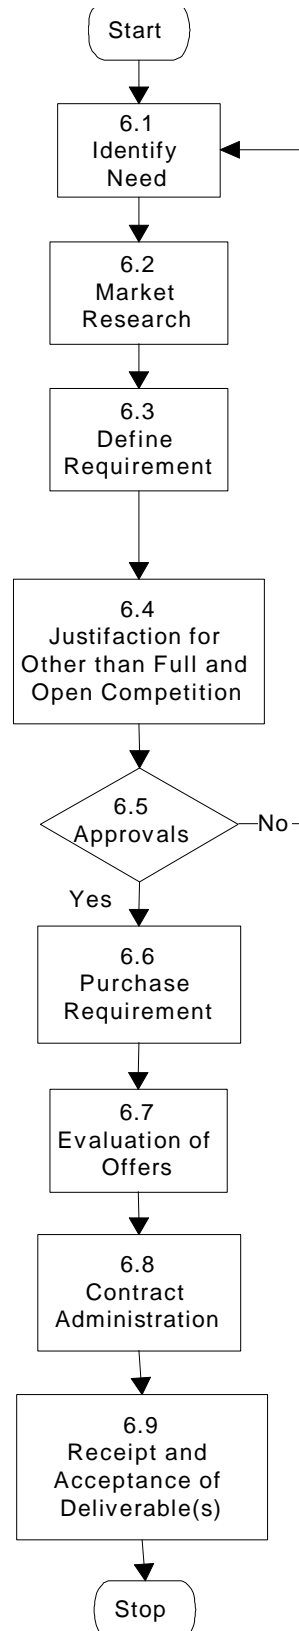 Start
6.1
Identify
Need
6.2
Market
Research
6.3
Define
Requirement
6.4
Justifaction for
Other than Full and
Open Competition
6.5
Approvals
No
Yes
6.6
Purchase
Requirement
6.7
Evaluation of
Offers
6.8
Contract
Administration
6.9
Receipt and
Acceptance of
Deliverable(s)
Stop